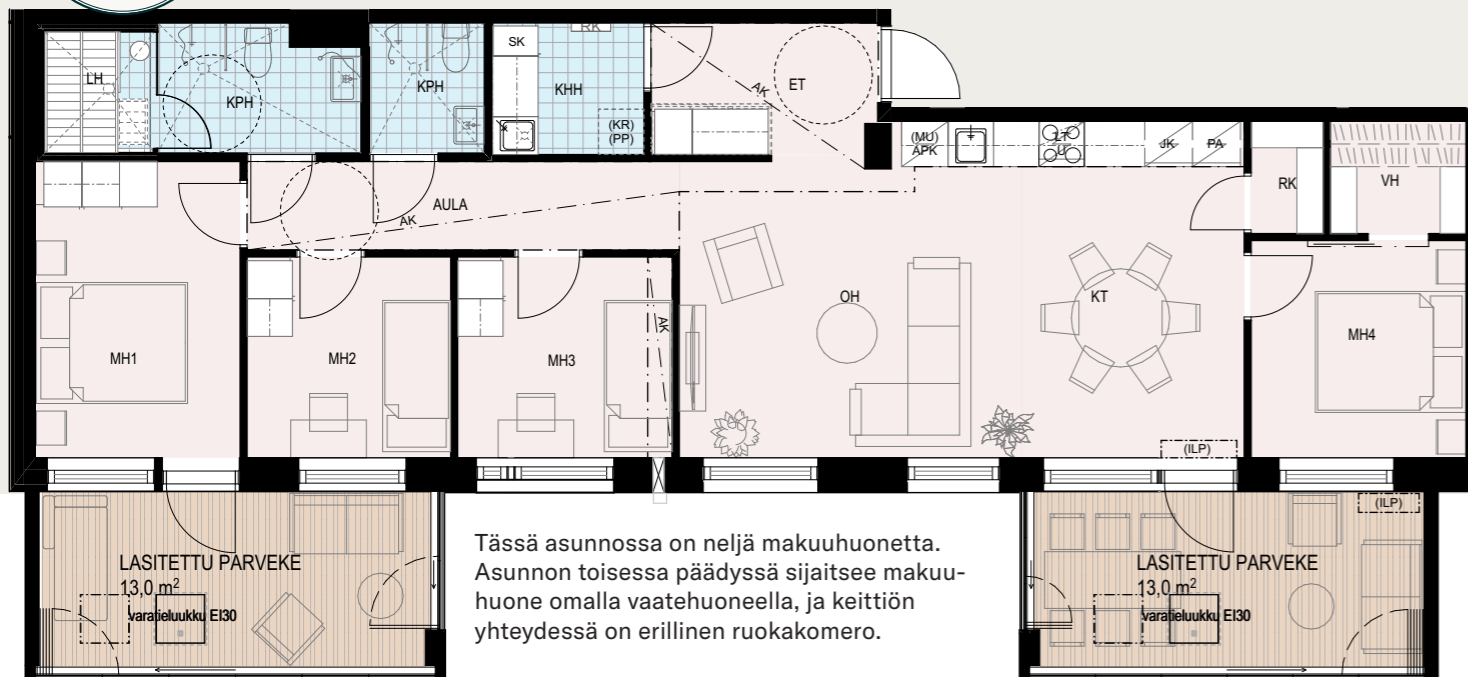 RK
SK
LH
KPH
KPH
KHH
(KR)
(PP)
AK
ET
(MU)
APK
LT
U
JK
PA
RK
VH
AULA
AK
OH
KT
MH1
MH2
MH3
AK
MH4
(ILP)
(ILP)
LASITETTU PARVEKE
13,0 m²
varatieluukku EI30
Tässä asunnossa on neljä makuuhuonetta.
Asunnon toisessa päädyssä sijaitsee makuu-
huone omalla vaatehuoneella, ja keittiön
yhteydessä on erillinen ruokakomero.
LASITETTU PARVEKE
13,0 m²
varatieluukku EI30